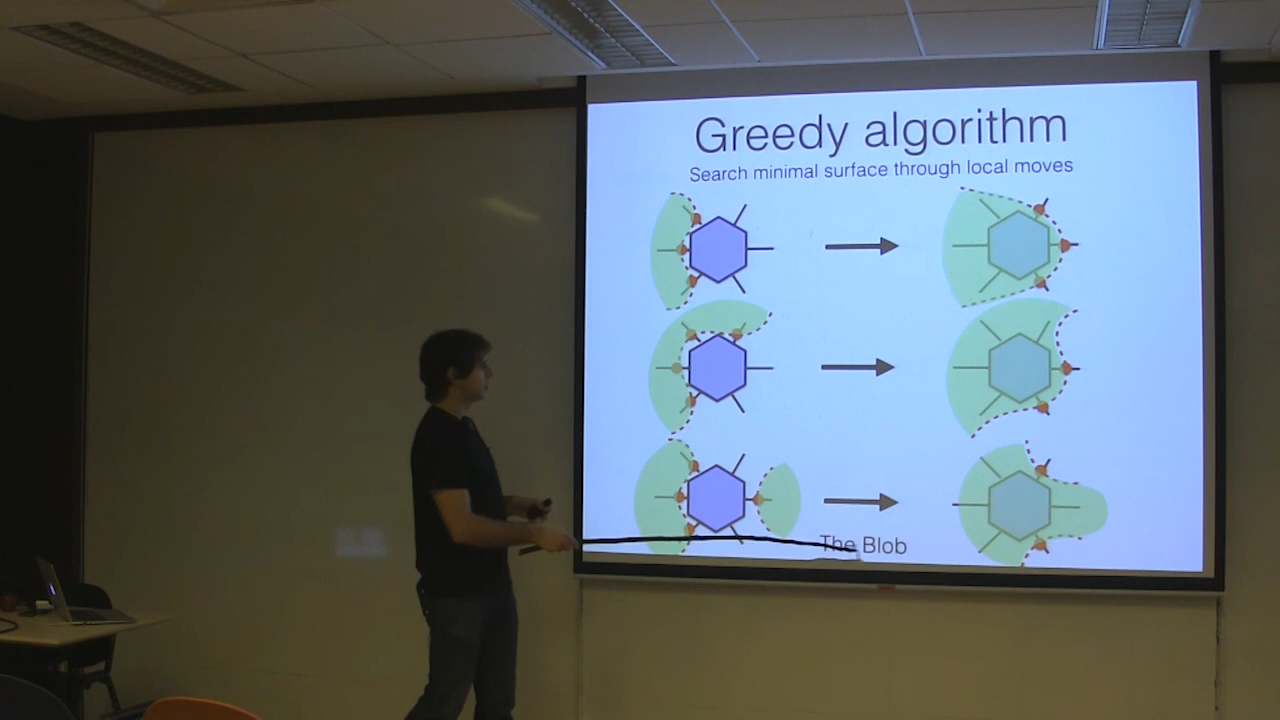 Greedy algorithm
Search minimal surface through local moves
The Blob